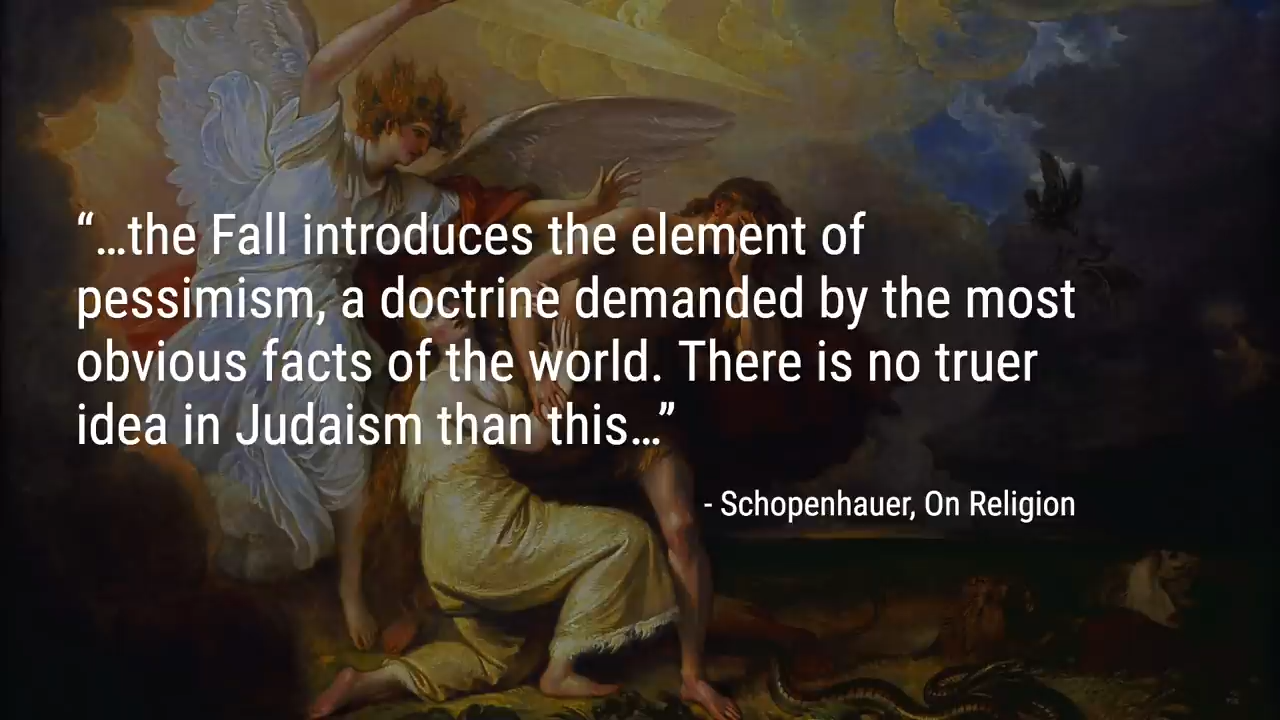 “…the Fall introduces the element of
pessimism, a doctrine demanded by the most
obvious facts of the world. There is no truer
idea in Judaism than this…”
- Schopenhauer, On Religion